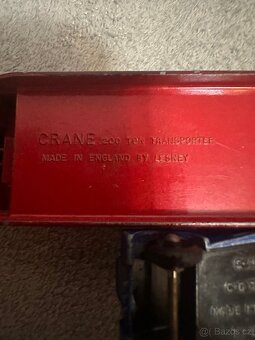 CRANE 200 TON TRANSPORTER
MADE IN ENGLAND BY LESNEY
© Bazos.cz